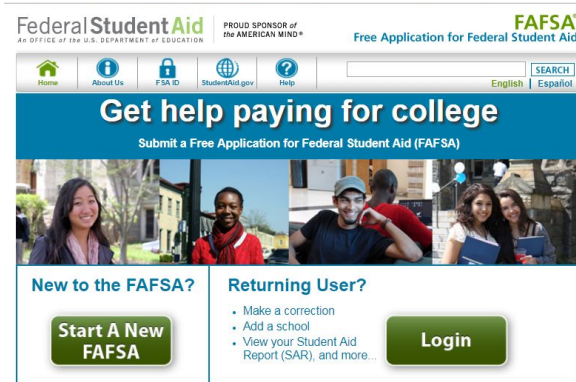 Federal Student Aid
An OFFICE of the U.S. DEPARTMENT of EDUCATION
PROUD SPONSOR of
the AMERICAN MIND®
FAFSA®
Free Application for Federal Student Aid
Home
About Us
FSA ID
StudentAid.gov
Help
SEARCH
English | Español
Get help paying for college
Submit a Free Application for Federal Student Aid (FAFSA)
New to the FAFSA?
Start A New
FAFSA
Returning User?
• Make a correction
• Add a school
• View your Student Aid
Report (SAR), and more...
Login